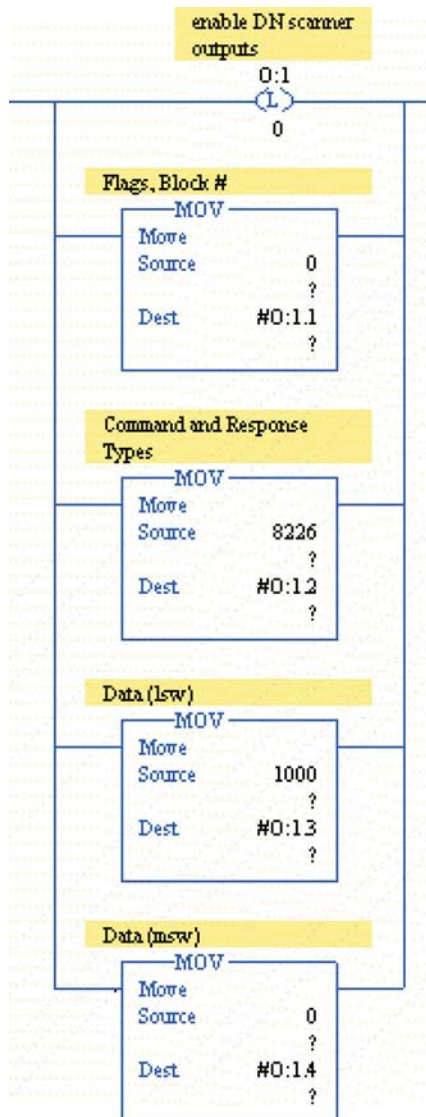 enable DN scanner
outputs
O:1
(L)
0
Flags, Block #
MOV
Move
Source 0
?
Dest #O:1.1
?
Command and Response
Types
MOV
Move
Source 8226
?
Dest #O:1.2
?
Data (lsw)
MOV
Move
Source 1000
?
Dest #O:1.3
?
Data (msw)
MOV
Move
Source 0
?
Dest #O:1.4
?